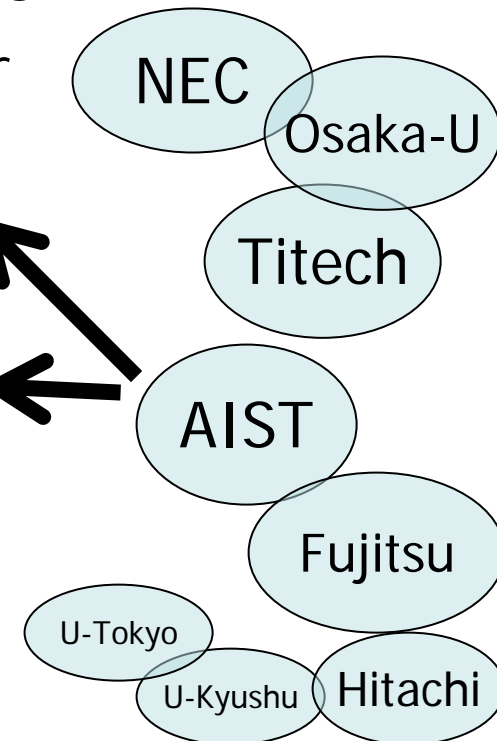 NEC
Osaka-U
Titech
AIST
Fujitsu
U-Tokyo
U-Kyushu
Hitachi